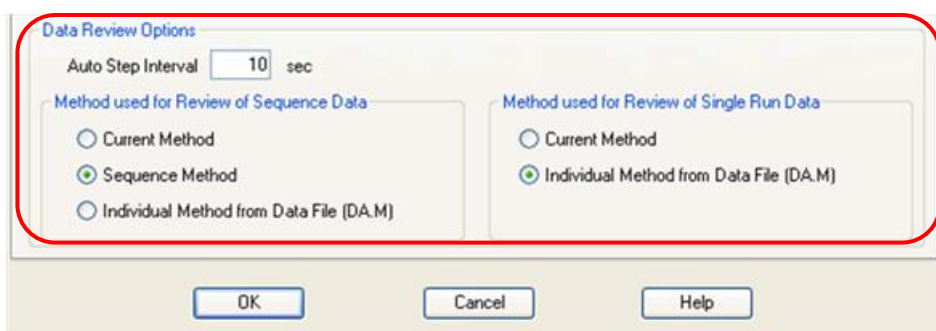 Data Review Options
Auto Step Interval 10 sec
Method used for Review of Sequence Data
Current Method
Sequence Method
Individual Method from Data File (DA.M)
Method used for Review of Single Run Data
Current Method
Individual Method from Data File (DA.M)
OK Cancel Help